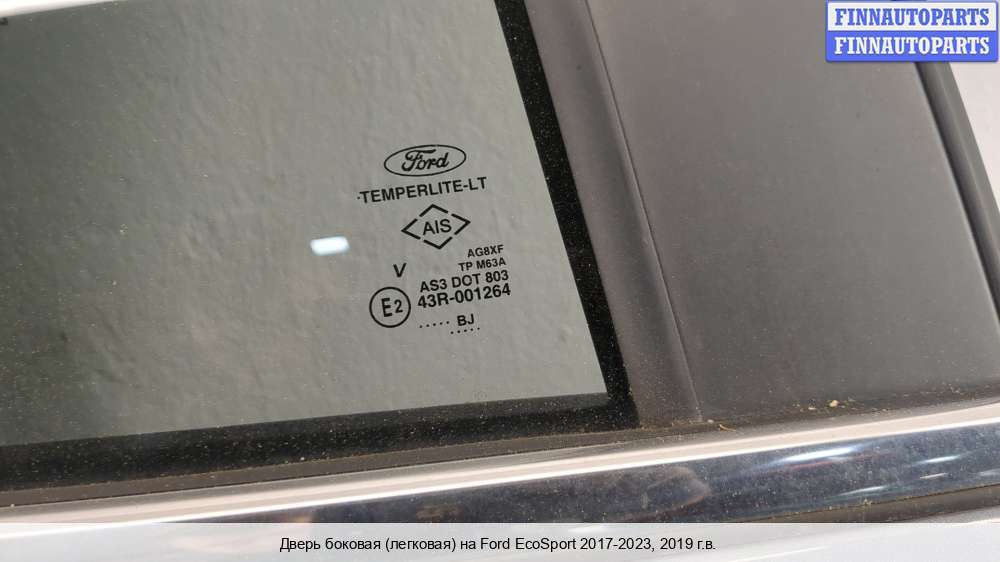 FINNAUTOPARTS
FINNAUTOPARTS
Ford
TEMPERLITE-LT
AIS
AG8XF
TP M63A
V
AS3 DOT 803
E2 43R-001264
..... BJ
.....
Дверь боковая (легковая) на Ford EcoSport 2017-2023, 2019 г.в.